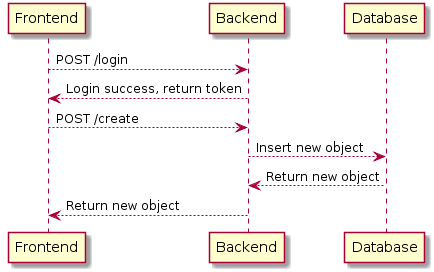 Frontend
Backend
Database
POST /login
Login success, return token
POST /create
Insert new object
Return new object
Return new object
Frontend
Backend
Database